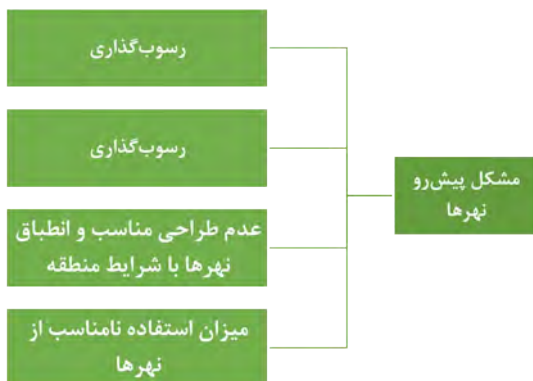 مشکل پیش‌رو
نهرها
رسوب‌گذاری
رسوب‌گذاری
عدم طراحی مناسب و انطباق
نهرها با شرایط منطقه
میزان استفاده نامناسب از
نهرها